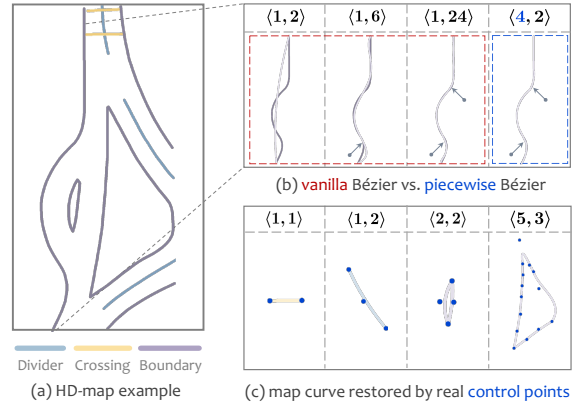 ⟨1, 2⟩ ⟨1, 6⟩ ⟨1, 24⟩ ⟨4, 2⟩
(b) vanilla Bézier vs. piecewise Bézier
⟨1, 1⟩ ⟨1, 2⟩ ⟨2, 2⟩ ⟨5, 3⟩
Divider Crossing Boundary
(a) HD-map example
(c) map curve restored by real control points